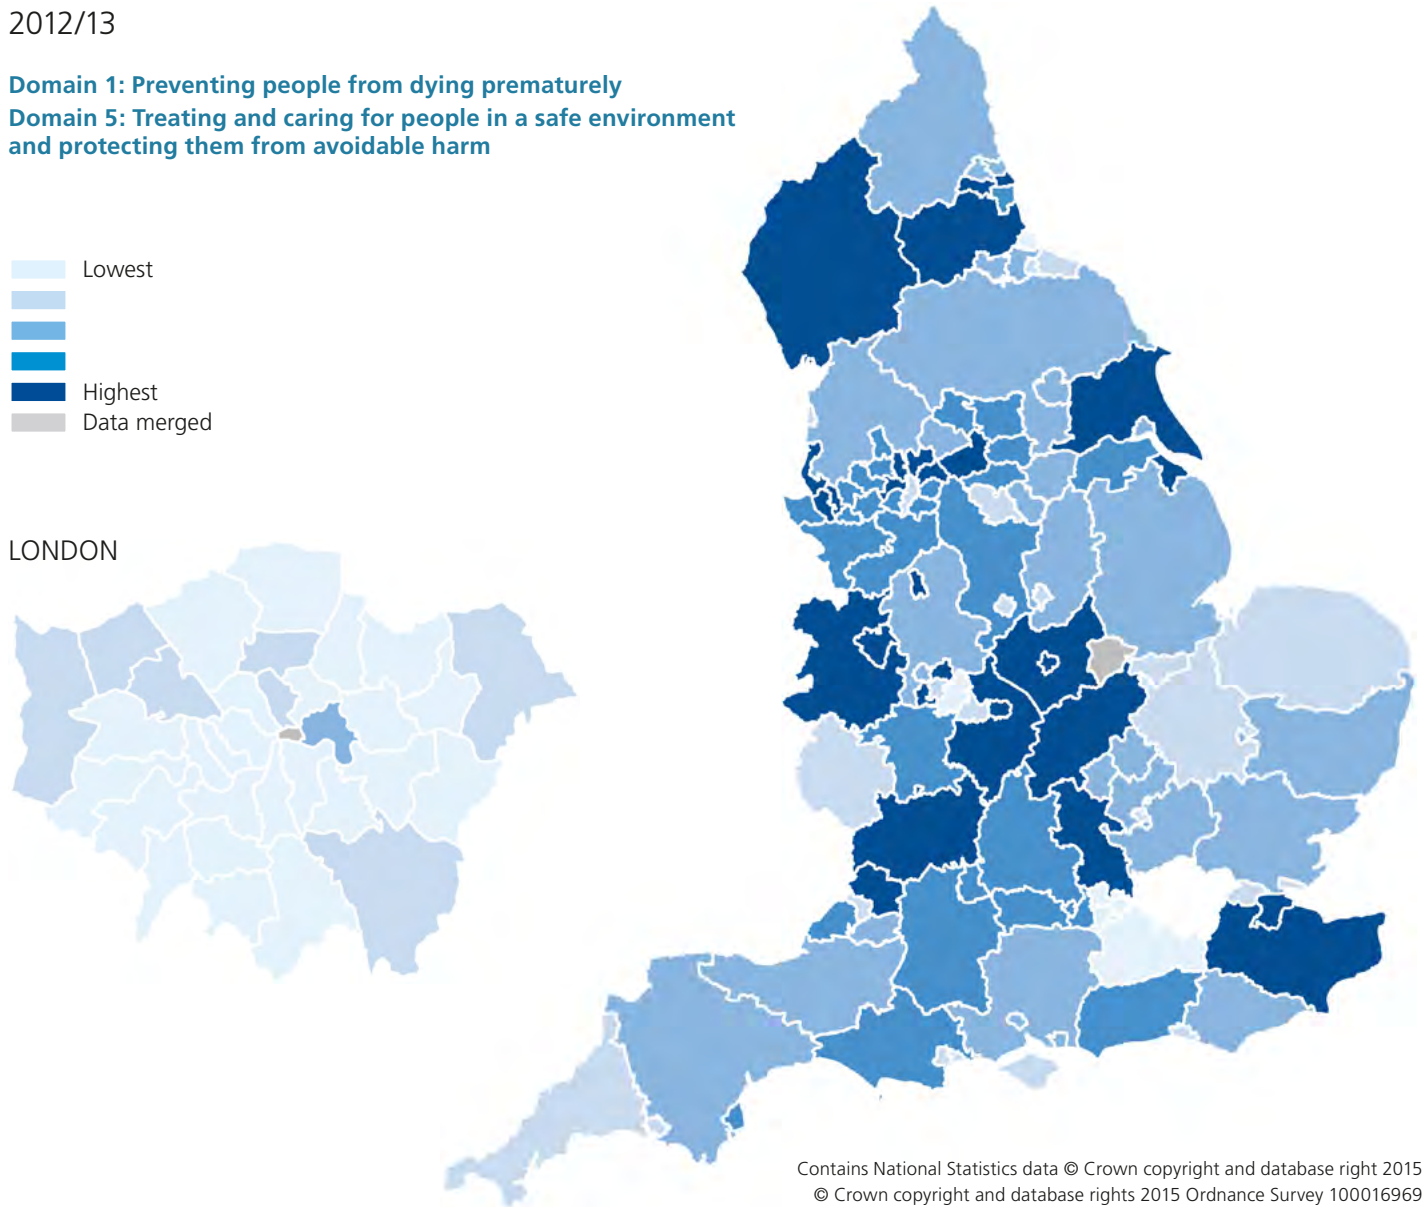 2012/13
Domain 1: Preventing people from dying prematurely
Domain 5: Treating and caring for people in a safe environment
and protecting them from avoidable harm
Lowest
Highest
Data merged
LONDON
Contains National Statistics data © Crown copyright and database right 2015
© Crown copyright and database rights 2015 Ordnance Survey 100016969